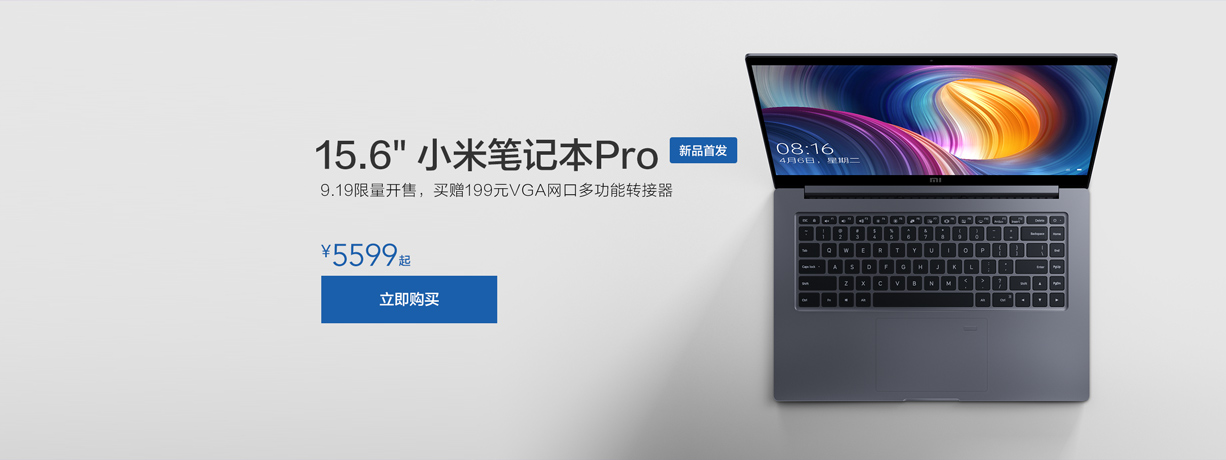 15.6" 小米笔记本Pro 新品首发
9.19限量开售，买赠199元VGA网口多功能转接器
¥5599起
立即购买
08:16
4月6日，星期二
mi
Q W E R T Y U I O P
A S D F G H J K L
Z X C V B N M